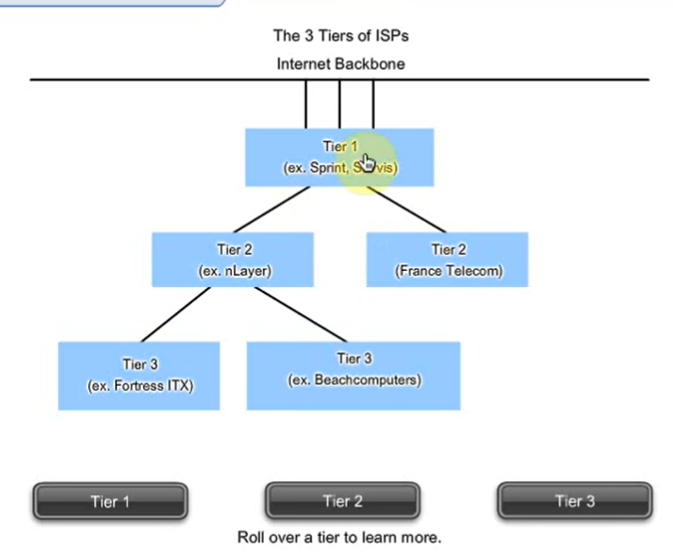 The 3 Tiers of ISPs
Internet Backbone
Tier 1
(ex. Sprint, Savvis)
Tier 2
(ex. nLayer)
Tier 2
(France Telecom)
Tier 3
(ex. Fortress ITX)
Tier 3
(ex. Beachcomputers)
Tier 1
Tier 2
Tier 3
Roll over a tier to learn more.